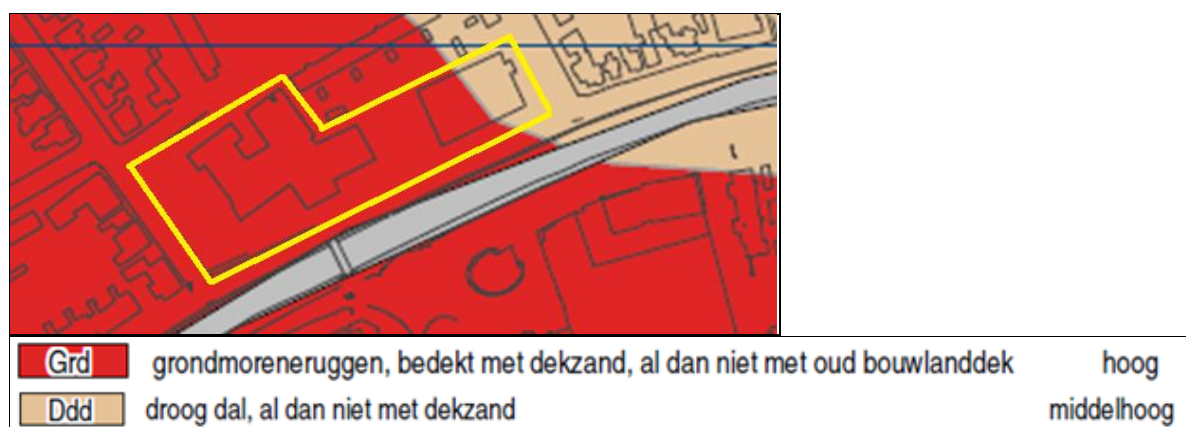 Grd grondmoreneruggen, bedekt met dekzand, al dan niet met oud bouwlanddek hoog
Ddd droog dal, al dan niet met dekzand middelhoog